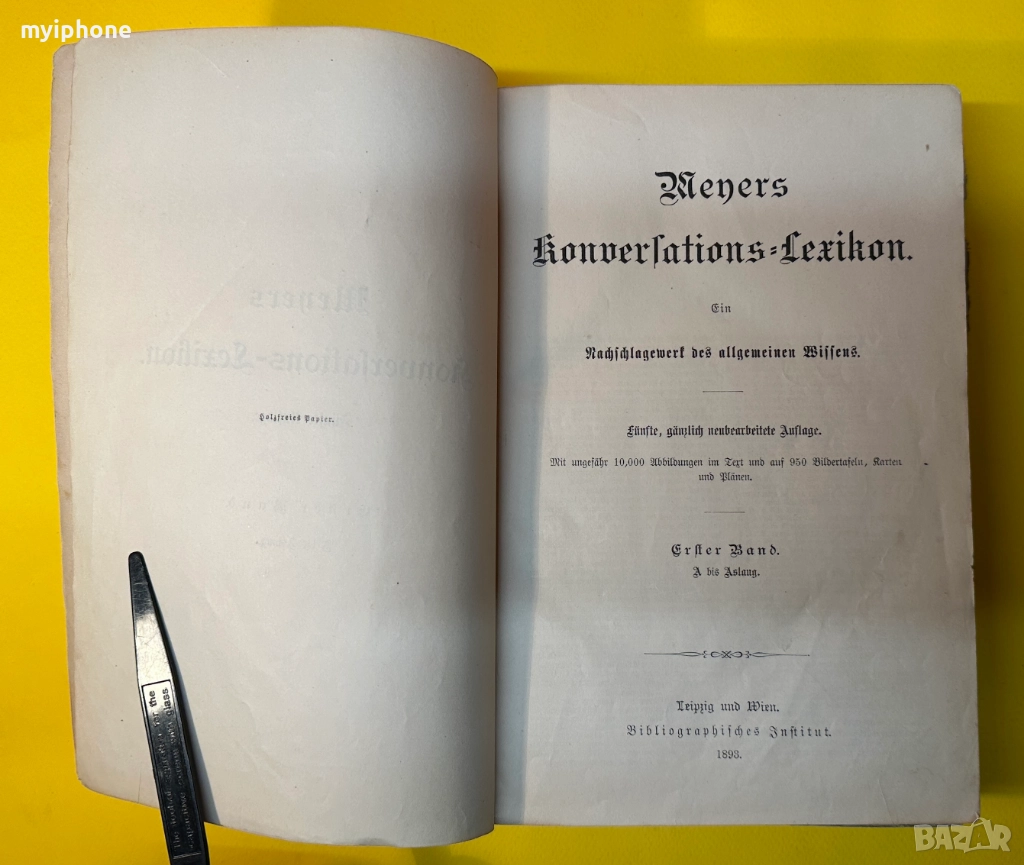 myiphone
Holzfreies Papier.
Meyers
Konversations-Lexikon.
Ein
Nachschlagewerk des allgemeinen Wissens.
Fünfte, gänzlich neubearbeitete Auflage.
Mit ungefähr 10,000 Abbildungen im Text und auf 950 Bildertafeln, Karten
und Plänen.
Erster Band.
A bis Aslang.
Leipzig und Wien.
Bibliographisches Institut.
1893.
BAZAR